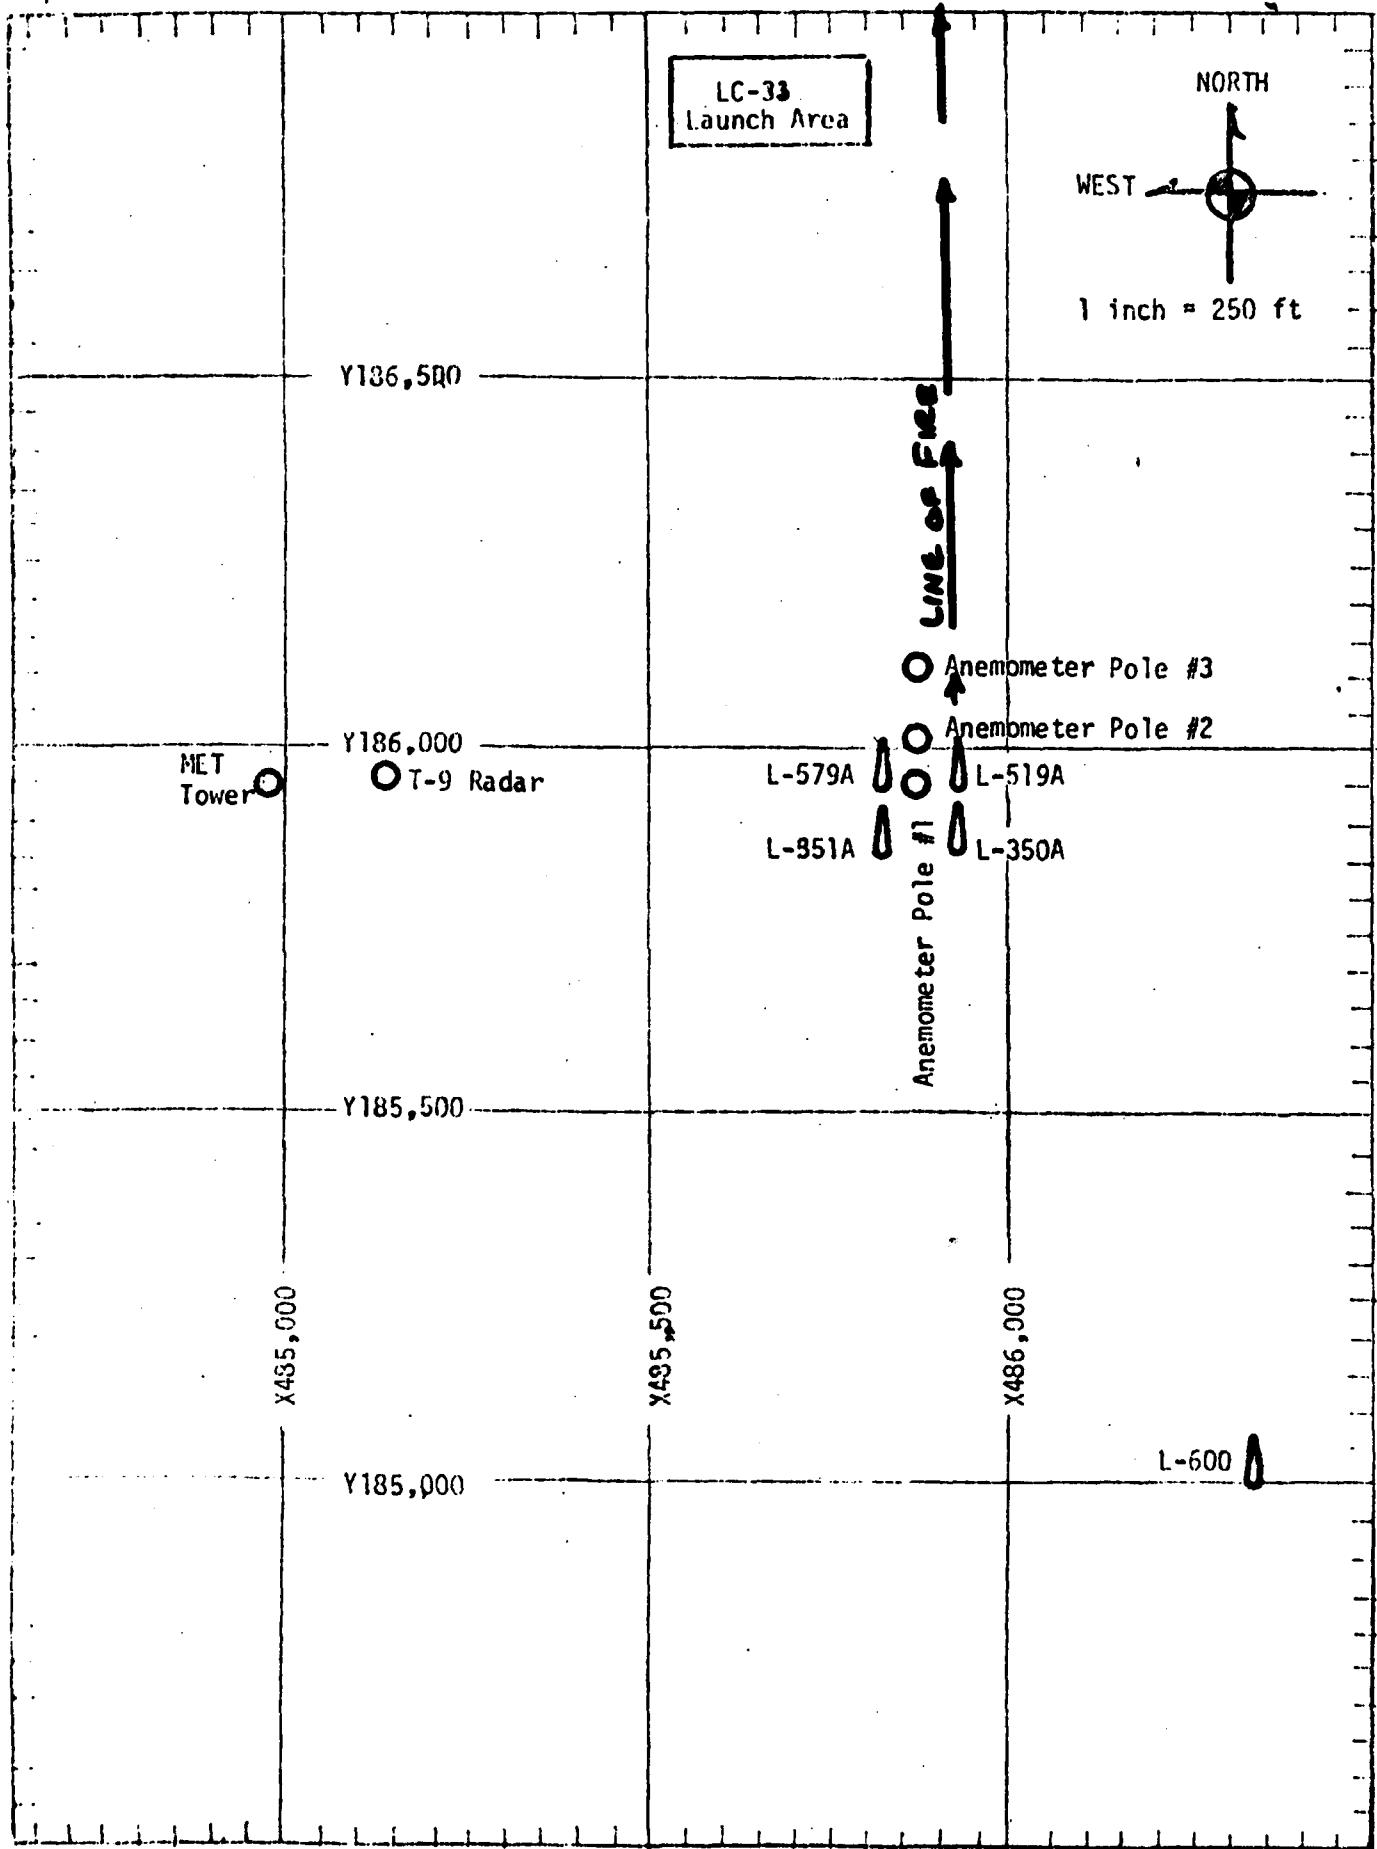 LC-33
Launch Area
NORTH
WEST
1 inch = 250 ft
Y186,500
LINE OF FIRE
Anemometer Pole #3
Anemometer Pole #2
Y186,000
MET
Tower
T-9 Radar
L-579A
L-519A
L-351A
L-350A
Anemometer Pole #1
Y185,500
X485,000
X485,500
X486,000
L-600
Y185,000